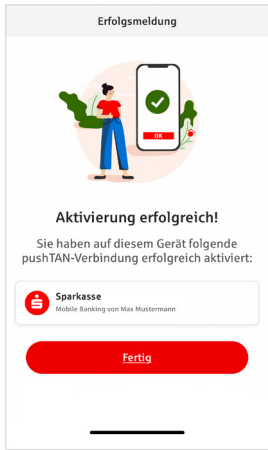 Erfolgsmeldung
OK
Aktivierung erfolgreich!
Sie haben auf diesem Gerät folgende
pushTAN-Verbindung erfolgreich aktiviert:
Sparkasse
Mobile Banking von Max Mustermann
Fertig